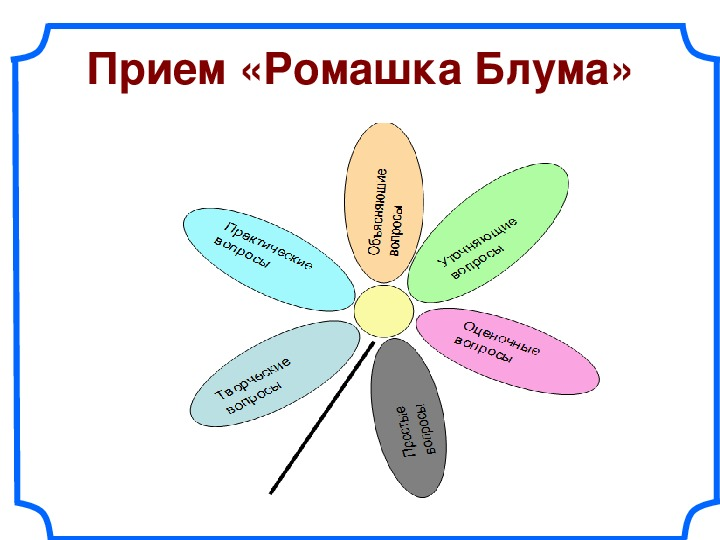 Прием «Ромашка Блума»
Объясняющие
вопросы
Уточняющие
вопросы
Практические
вопросы
Оценочные
вопросы
Творческие
вопросы
Простые
вопросы